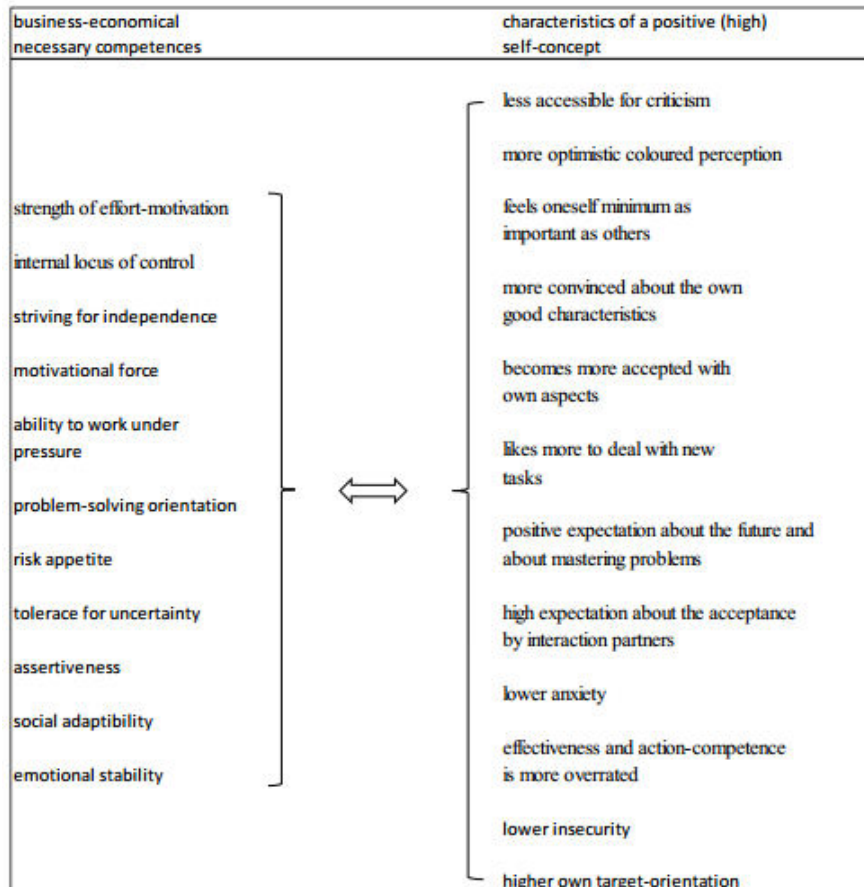 business-economical
necessary competences
characteristics of a positive (high)
self-concept
strength of effort-motivation
internal locus of control
striving for independence
motivational force
ability to work under
pressure
problem-solving orientation
risk appetite
tolerace for uncertainty
assertiveness
social adaptibility
emotional stability
less accessible for criticism
more optimistic coloured perception
feels oneself minimum as
important as others
more convinced about the own
good characteristics
becomes more accepted with
own aspects
likes more to deal with new
tasks
positive expectation about the future and
about mastering problems
high expectation about the acceptance
by interaction partners
lower anxiety
effectiveness and action-competence
is more overrated
lower insecurity
higher own target-orientation